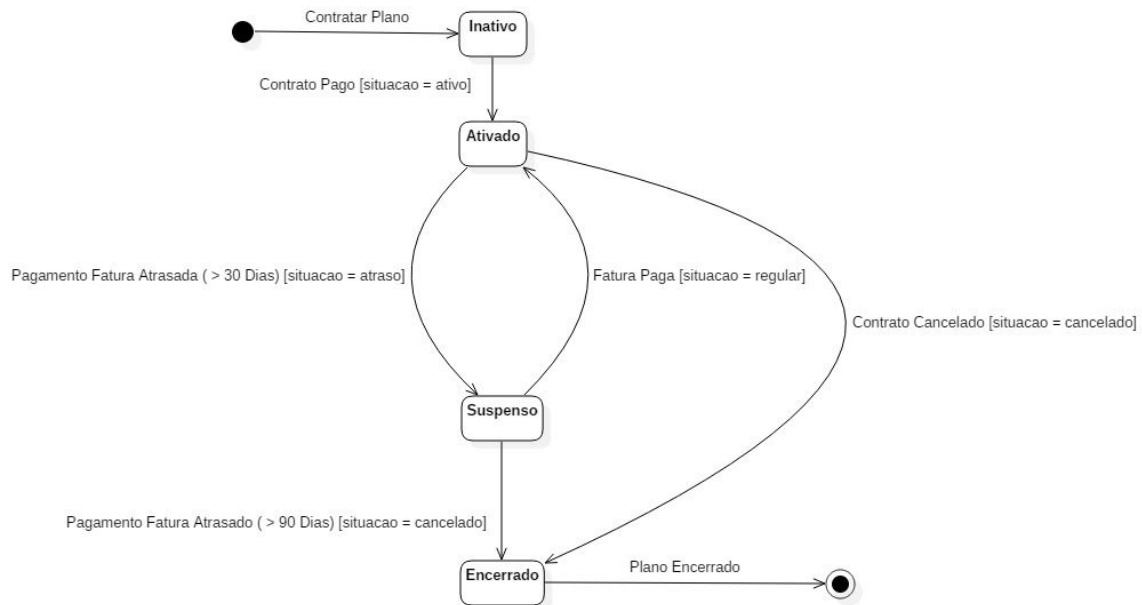 Contratar Plano
Inativo
Contrato Pago [situacao = ativo]
Ativado
Pagamento Fatura Atrasada ( > 30 Dias) [situacao = atraso]
Fatura Paga [situacao = regular]
Contrato Cancelado [situacao = cancelado]
Suspenso
Pagamento Fatura Atrasado ( > 90 Dias) [situacao = cancelado]
Encerrado
Plano Encerrado